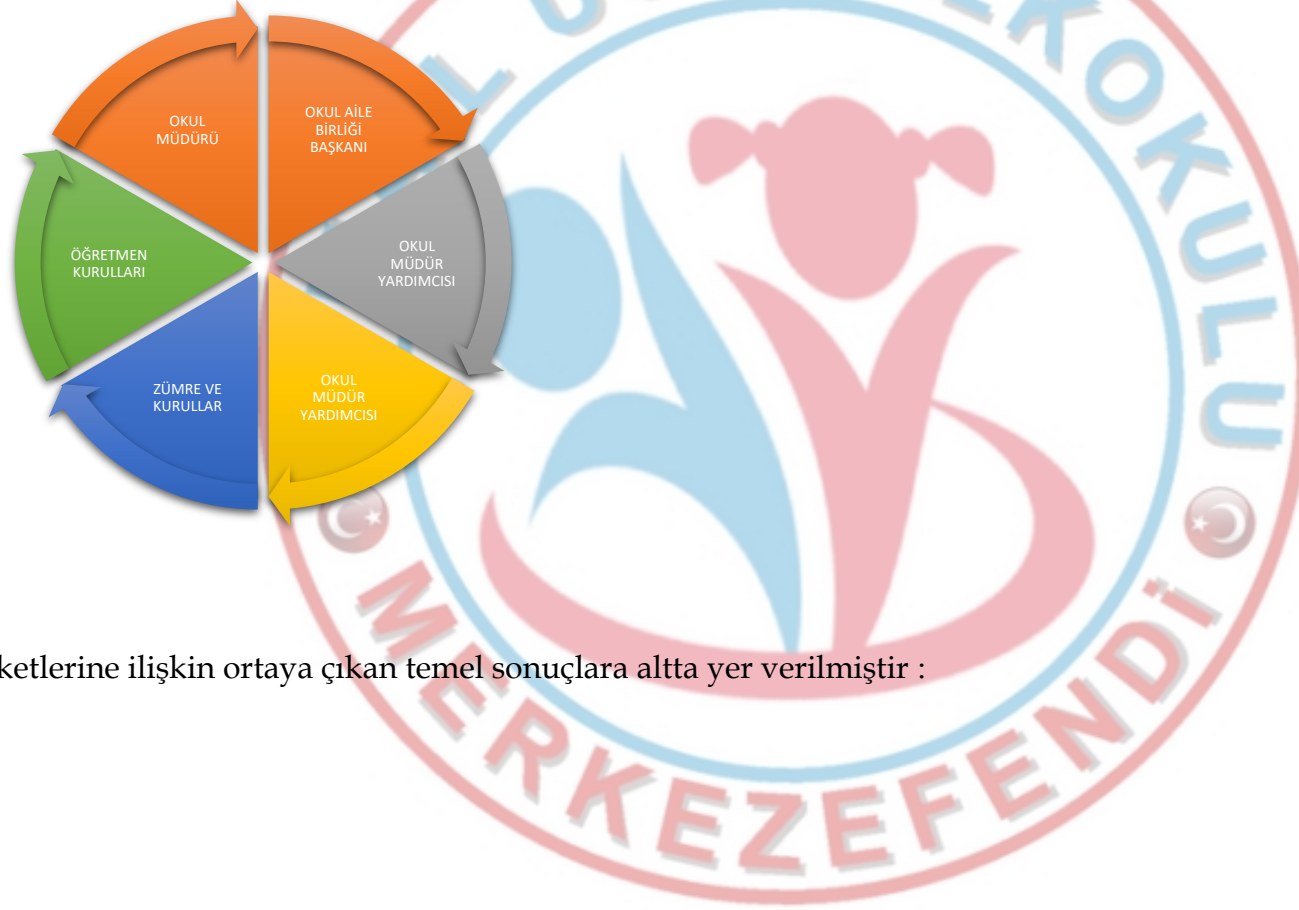 OKUL
MÜDÜRÜ
OKUL AİLE
BİRLİĞİ
BAŞKANI
OKUL
MÜDÜR
YARDIMCISI
OKUL
MÜDÜR
YARDIMCISI
ZÜMRE VE
KURULLAR
ÖĞRETMEN
KURULLARI
ketlerine ilişkin ortaya çıkan temel sonuçlara altta yer verilmiştir :
KOKULU
MERKEZEFENDİ